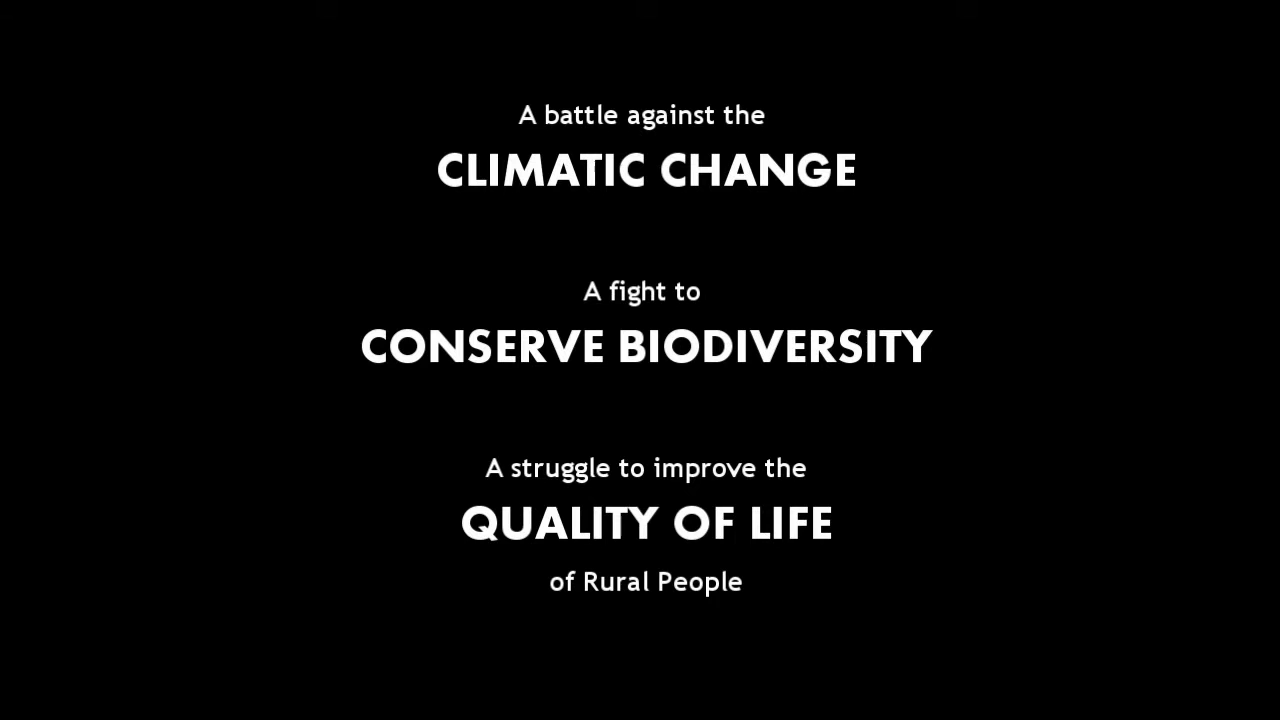 A battle against the
CLIMATIC CHANGE
A fight to
CONSERVE BIODIVERSITY
A struggle to improve the
QUALITY OF LIFE
of Rural People